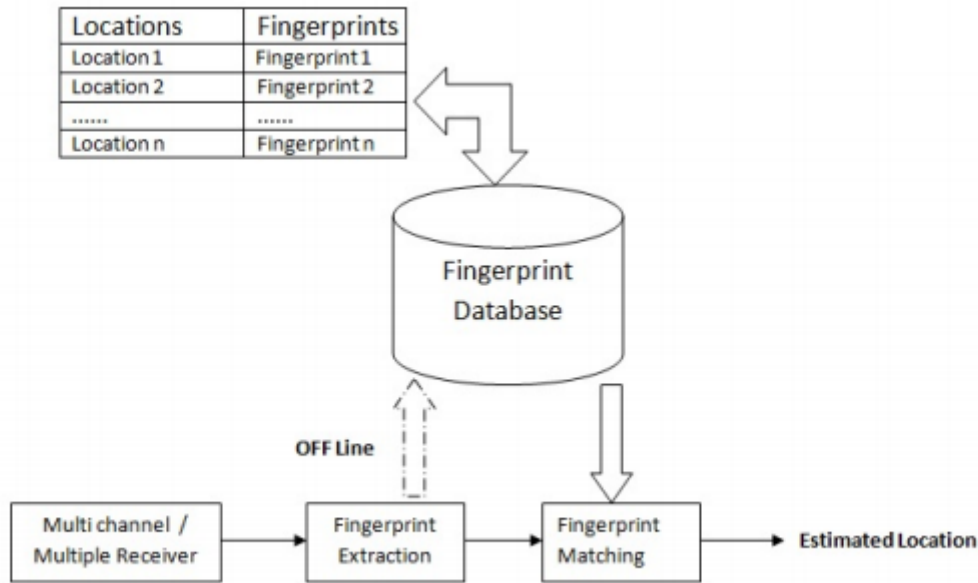 Locations Fingerprints
Location 1 Fingerprint 1
Location 2 Fingerprint 2
...... ......
Location n Fingerprint n
Fingerprint
Database
OFF Line
Multi channel /
Multiple Receiver
Fingerprint
Extraction
Fingerprint
Matching
Estimated Location